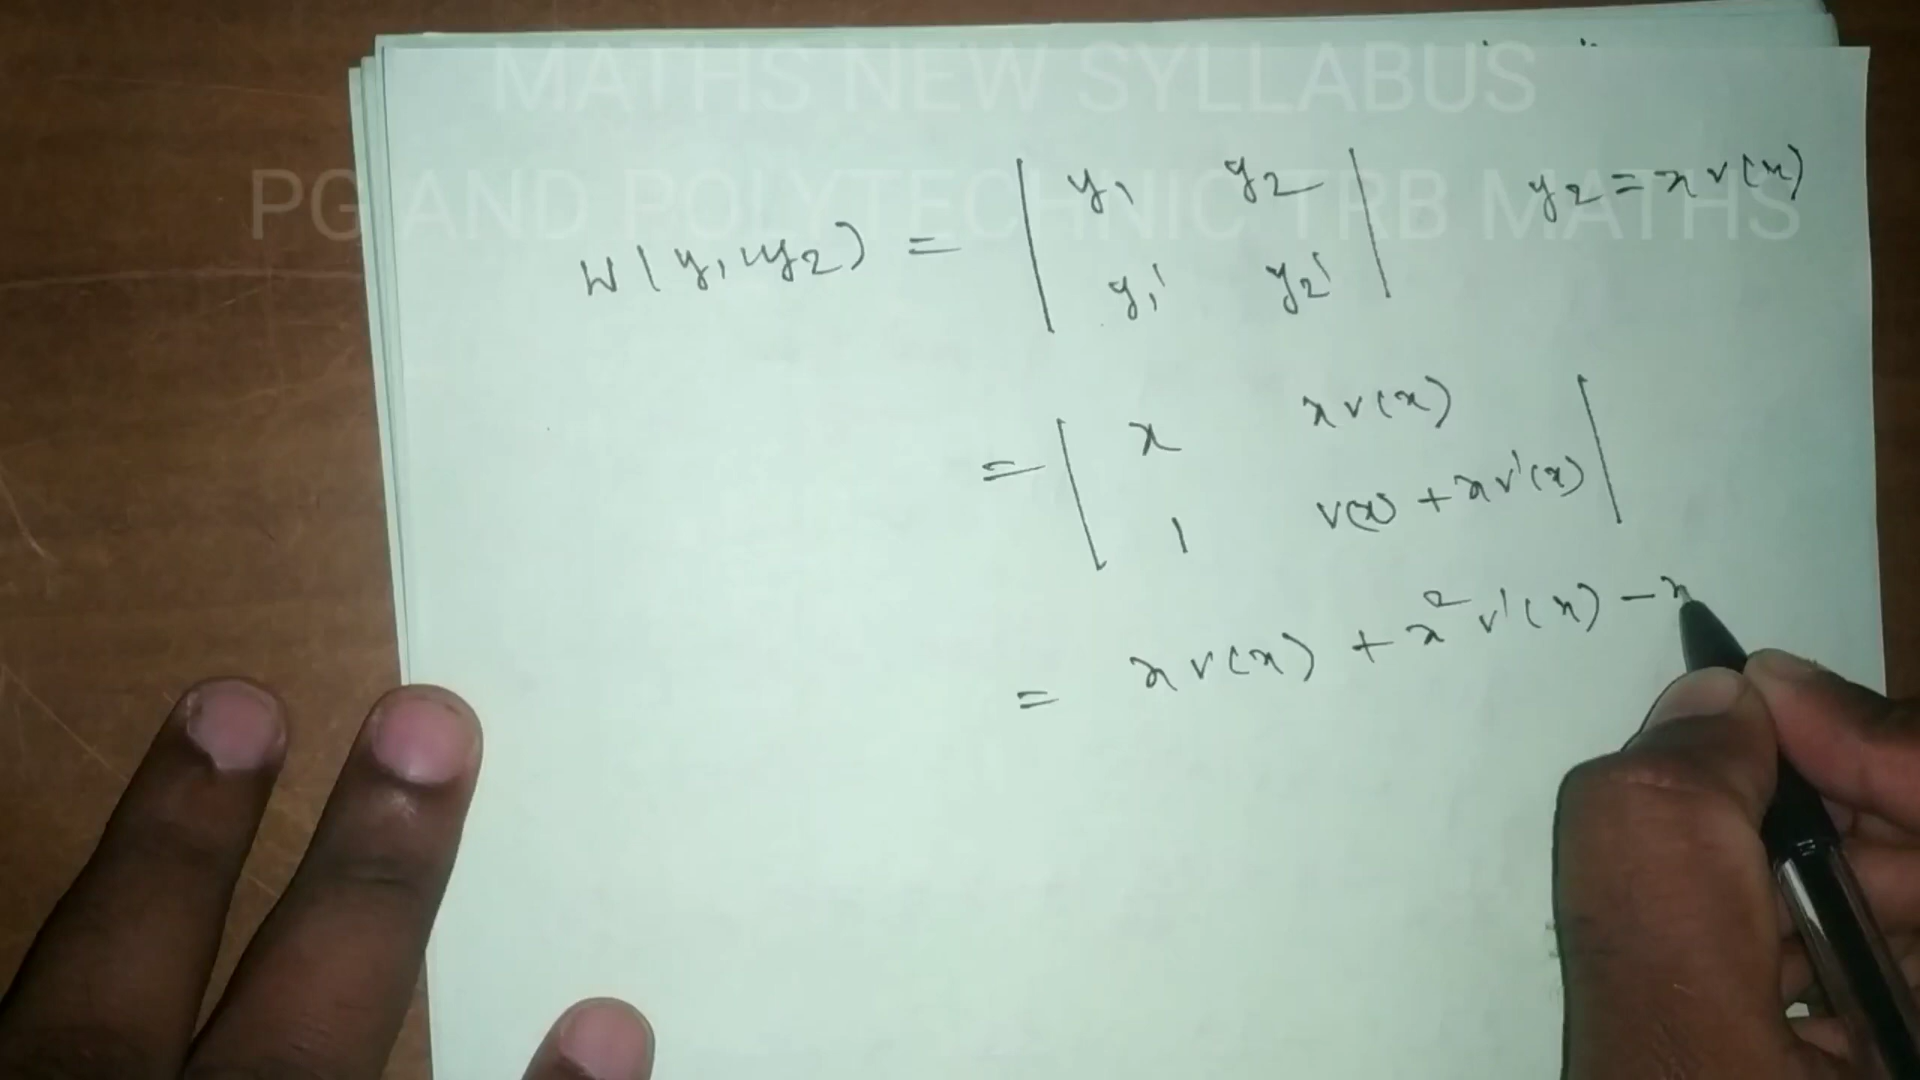 MATHS NEW SYLLABUS
PG AND POLYTECHNIC TRB MATHS
W(y₁, y₂) = | y₁ y₂ | y₂ = x v(x)
| y₁' y₂' |
= | x x v(x) |
| 1 v(x) + x v'(x) |
= x v(x) + x² v'(x) - x